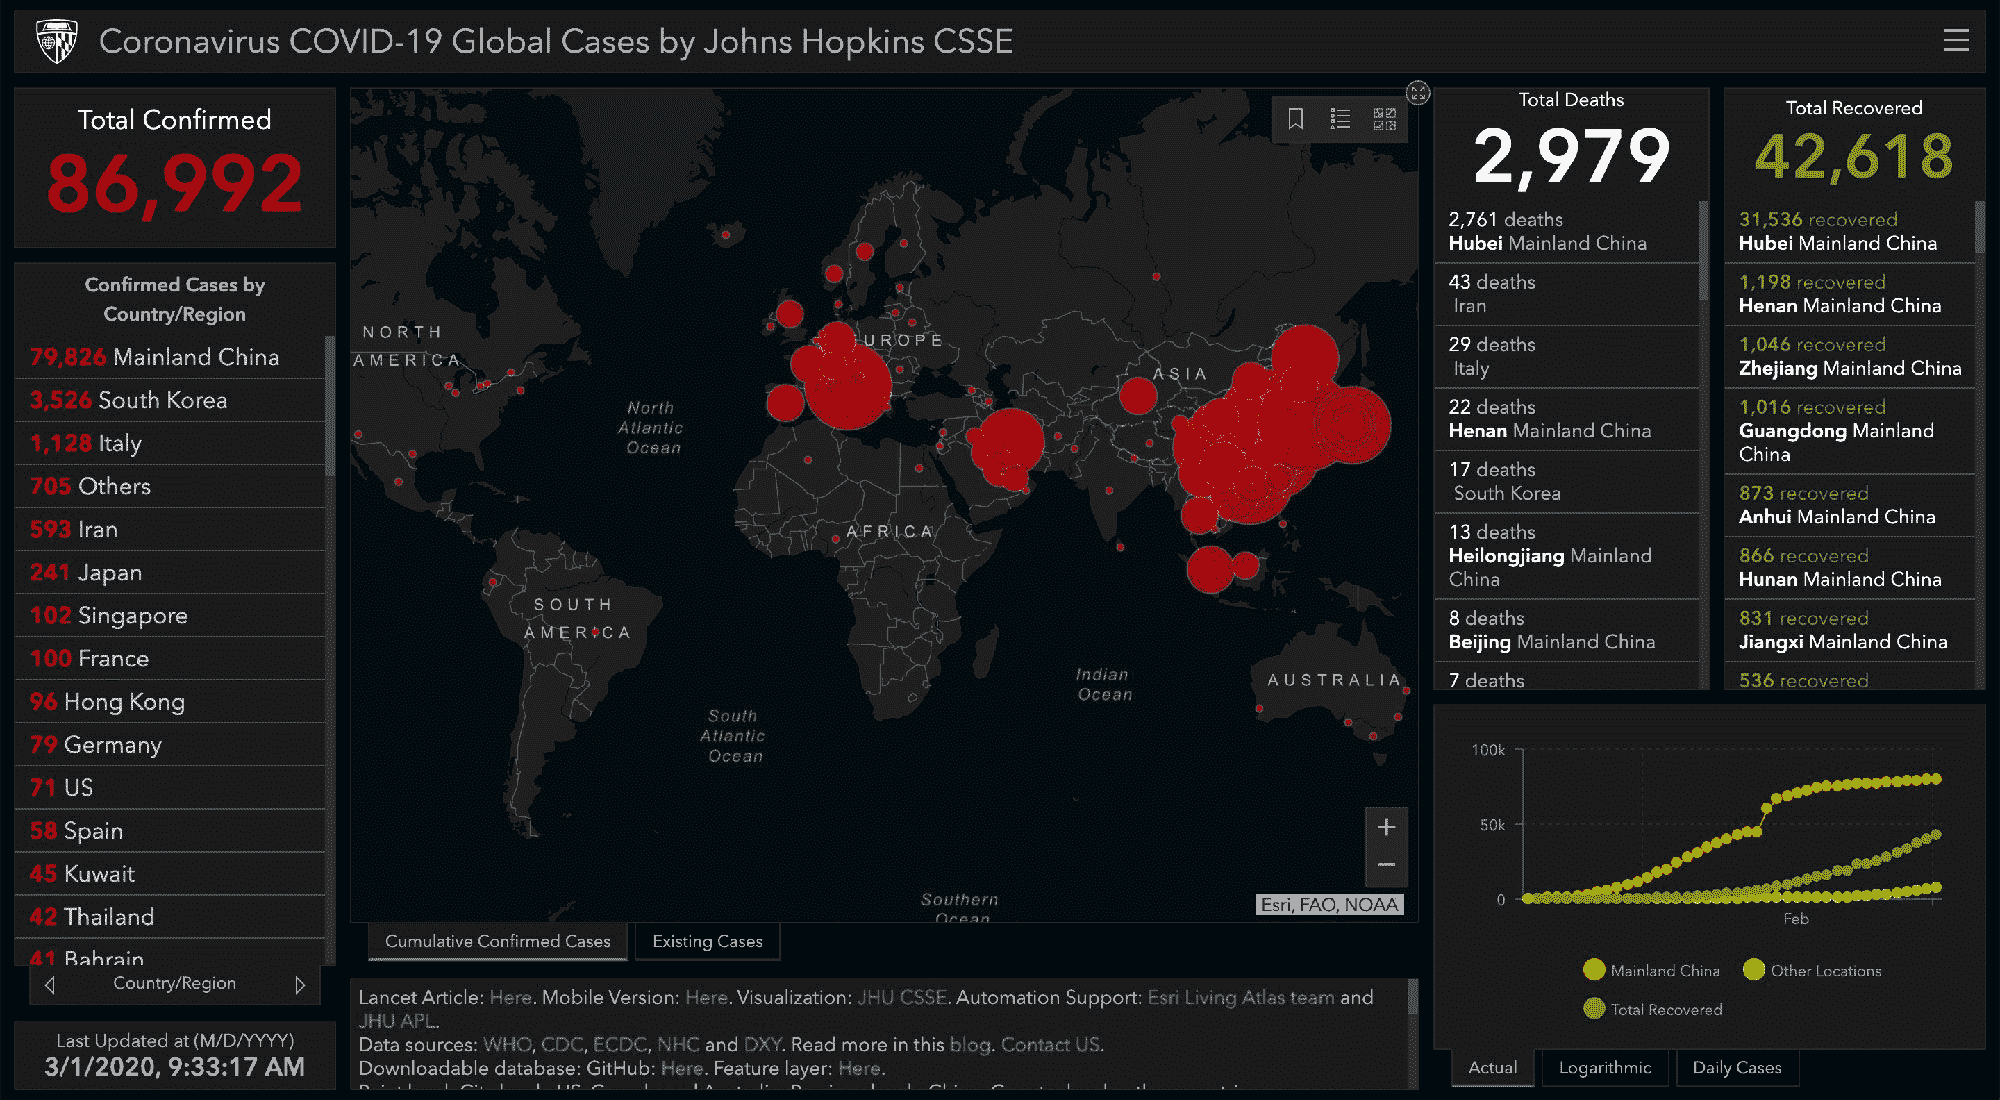 Coronavirus COVID-19 Global Cases by Johns Hopkins CSSE
Total Confirmed
86,992
Confirmed Cases by
Country/Region
79,826 Mainland China
3,526 South Korea
1,128 Italy
705 Others
593 Iran
241 Japan
102 Singapore
100 France
96 Hong Kong
79 Germany
71 US
58 Spain
45 Kuwait
42 Thailand
41 Bahrain
Country/Region
Last Updated at (M/D/YYYY)
3/1/2020, 9:33:17 AM
NORTH
AMERICA
North
Atlantic
Ocean
EUROPE
ASIA
AFRICA
SOUTH
AMERICA
Indian
Ocean
AUSTRALIA
South
Atlantic
Ocean
Southern
Ocean
+
−
Esri, FAO, NOAA
Cumulative Confirmed Cases
Existing Cases
Lancet Article: Here. Mobile Version: Here. Visualization: JHU CSSE. Automation Support: Esri Living Atlas team and
JHU APL.
Data sources: WHO, CDC, ECDC, NHC and DXY. Read more in this blog. Contact US.
Downloadable database: GitHub: Here. Feature layer: Here.
Total Deaths
2,979
2,761 deaths
Hubei Mainland China
43 deaths
Iran
29 deaths
Italy
22 deaths
Henan Mainland China
17 deaths
South Korea
13 deaths
Heilongjiang Mainland
China
8 deaths
Beijing Mainland China
7 deaths
Total Recovered
42,618
31,536 recovered
Hubei Mainland China
1,198 recovered
Henan Mainland China
1,046 recovered
Zhejiang Mainland China
1,016 recovered
Guangdong Mainland
China
873 recovered
Anhui Mainland China
866 recovered
Hunan Mainland China
831 recovered
Jiangxi Mainland China
536 recovered
100k
50k
0
Feb
Mainland China
Other Locations
Total Recovered
Actual
Logarithmic
Daily Cases